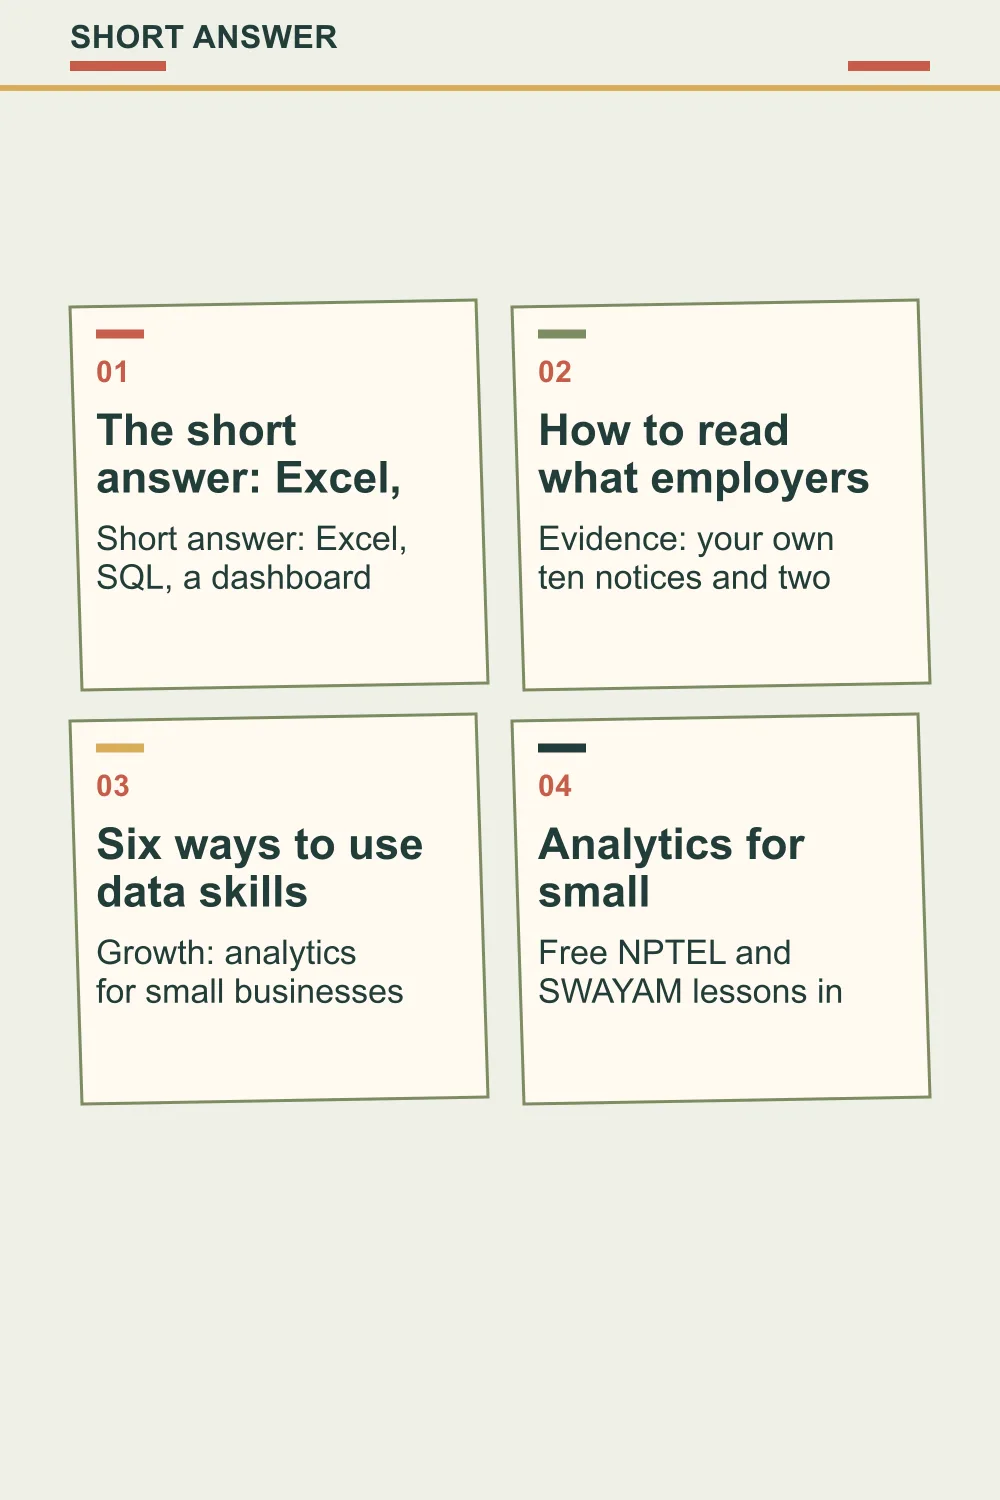 SHORT ANSWER
01
The short
answer: Excel,
Short answer: Excel,
SQL, a dashboard
02
How to read
what employers
Evidence: your own
ten notices and two
03
Six ways to use
data skills
Growth: analytics
for small businesses
04
Analytics for
small
Free NPTEL and
SWAYAM lessons in